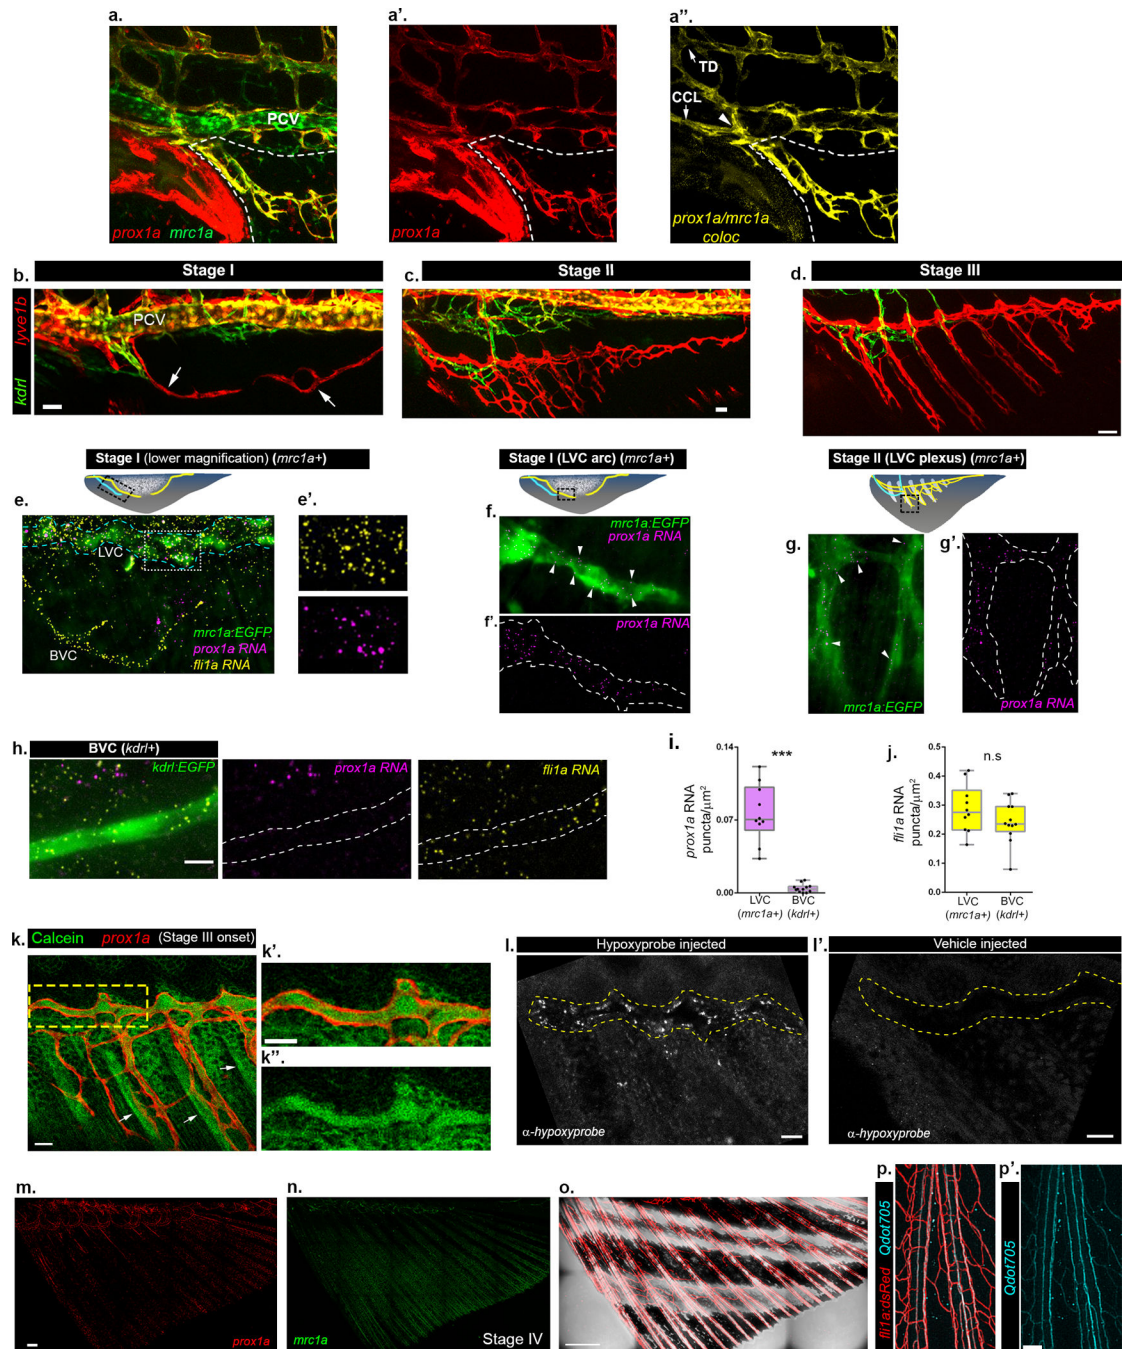 a.
a'.
a''.
PCV
prox1a mrc1a
prox1a
TD
CCL
prox1a/mrc1a
coloc
Stage I
Stage II
Stage III
b.
c.
d.
kdrl lyve1b
PCV
Stage I (lower magnification) (mrc1a+)
Stage I (LVC arc) (mrc1a+)
Stage II (LVC plexus) (mrc1a+)
e.
LVC
BVC
mrc1a:EGFP
prox1a RNA
fli1a RNA
e'.
f.
mrc1a:EGFP
prox1a RNA
f'.
prox1a RNA
g.
mrc1a:EGFP
g'.
prox1a RNA
h.
BVC (kdrl+)
kdrl:EGFP
prox1a RNA
fli1a RNA
i.
prox1a RNA
puncta/µm2
0.14
0.07
0.00
***
LVC
(mrc1a+)
BVC
(kdrl+)
j.
fli1a RNA
puncta/µm2
0.5
0.4
0.3
0.2
0.1
0.0
n.s
LVC
(mrc1a+)
BVC
(kdrl+)
k.
Calcein prox1a (Stage III onset)
k'.
k''.
l.
Hypoxyprobe injected
α-hypoxyprobe
l'.
Vehicle injected
α-hypoxyprobe
m.
prox1a
n.
mrc1a
Stage IV
o.
p.
fli1a:dsRed Qdot705
p'.
Qdot705